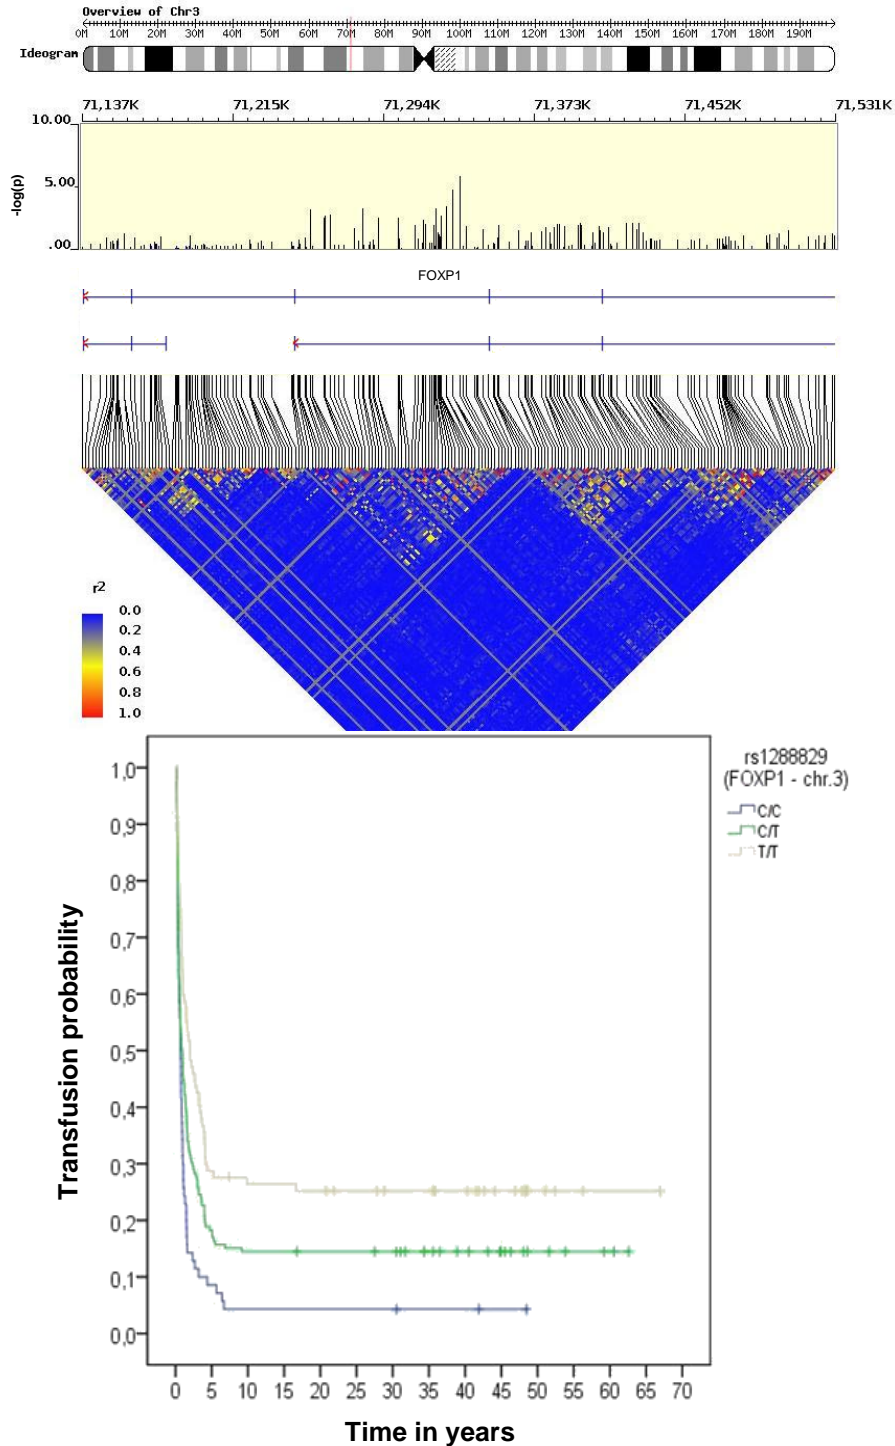 Overview of Chr3
0M 10M 20M 30M 40M 50M 60M 70M 80M 90M 100M 110M 120M 130M 140M 150M 160M 170M 180M 190M
Ideogram
71,137K 71,215K 71,294K 71,373K 71,452K 71,531K
10.00
5.00
.00
-log(p)
FOXP1
r2
0.0
0.2
0.4
0.6
0.8
1.0
rs1288829
(FOXP1 - chr.3)
C/C
C/T
T/T
1,0
0,9
0,8
0,7
0,6
0,5
0,4
0,3
0,2
0,1
0,0
Transfusion probability
0 5 10 15 20 25 30 35 40 45 50 55 60 65 70
Time in years